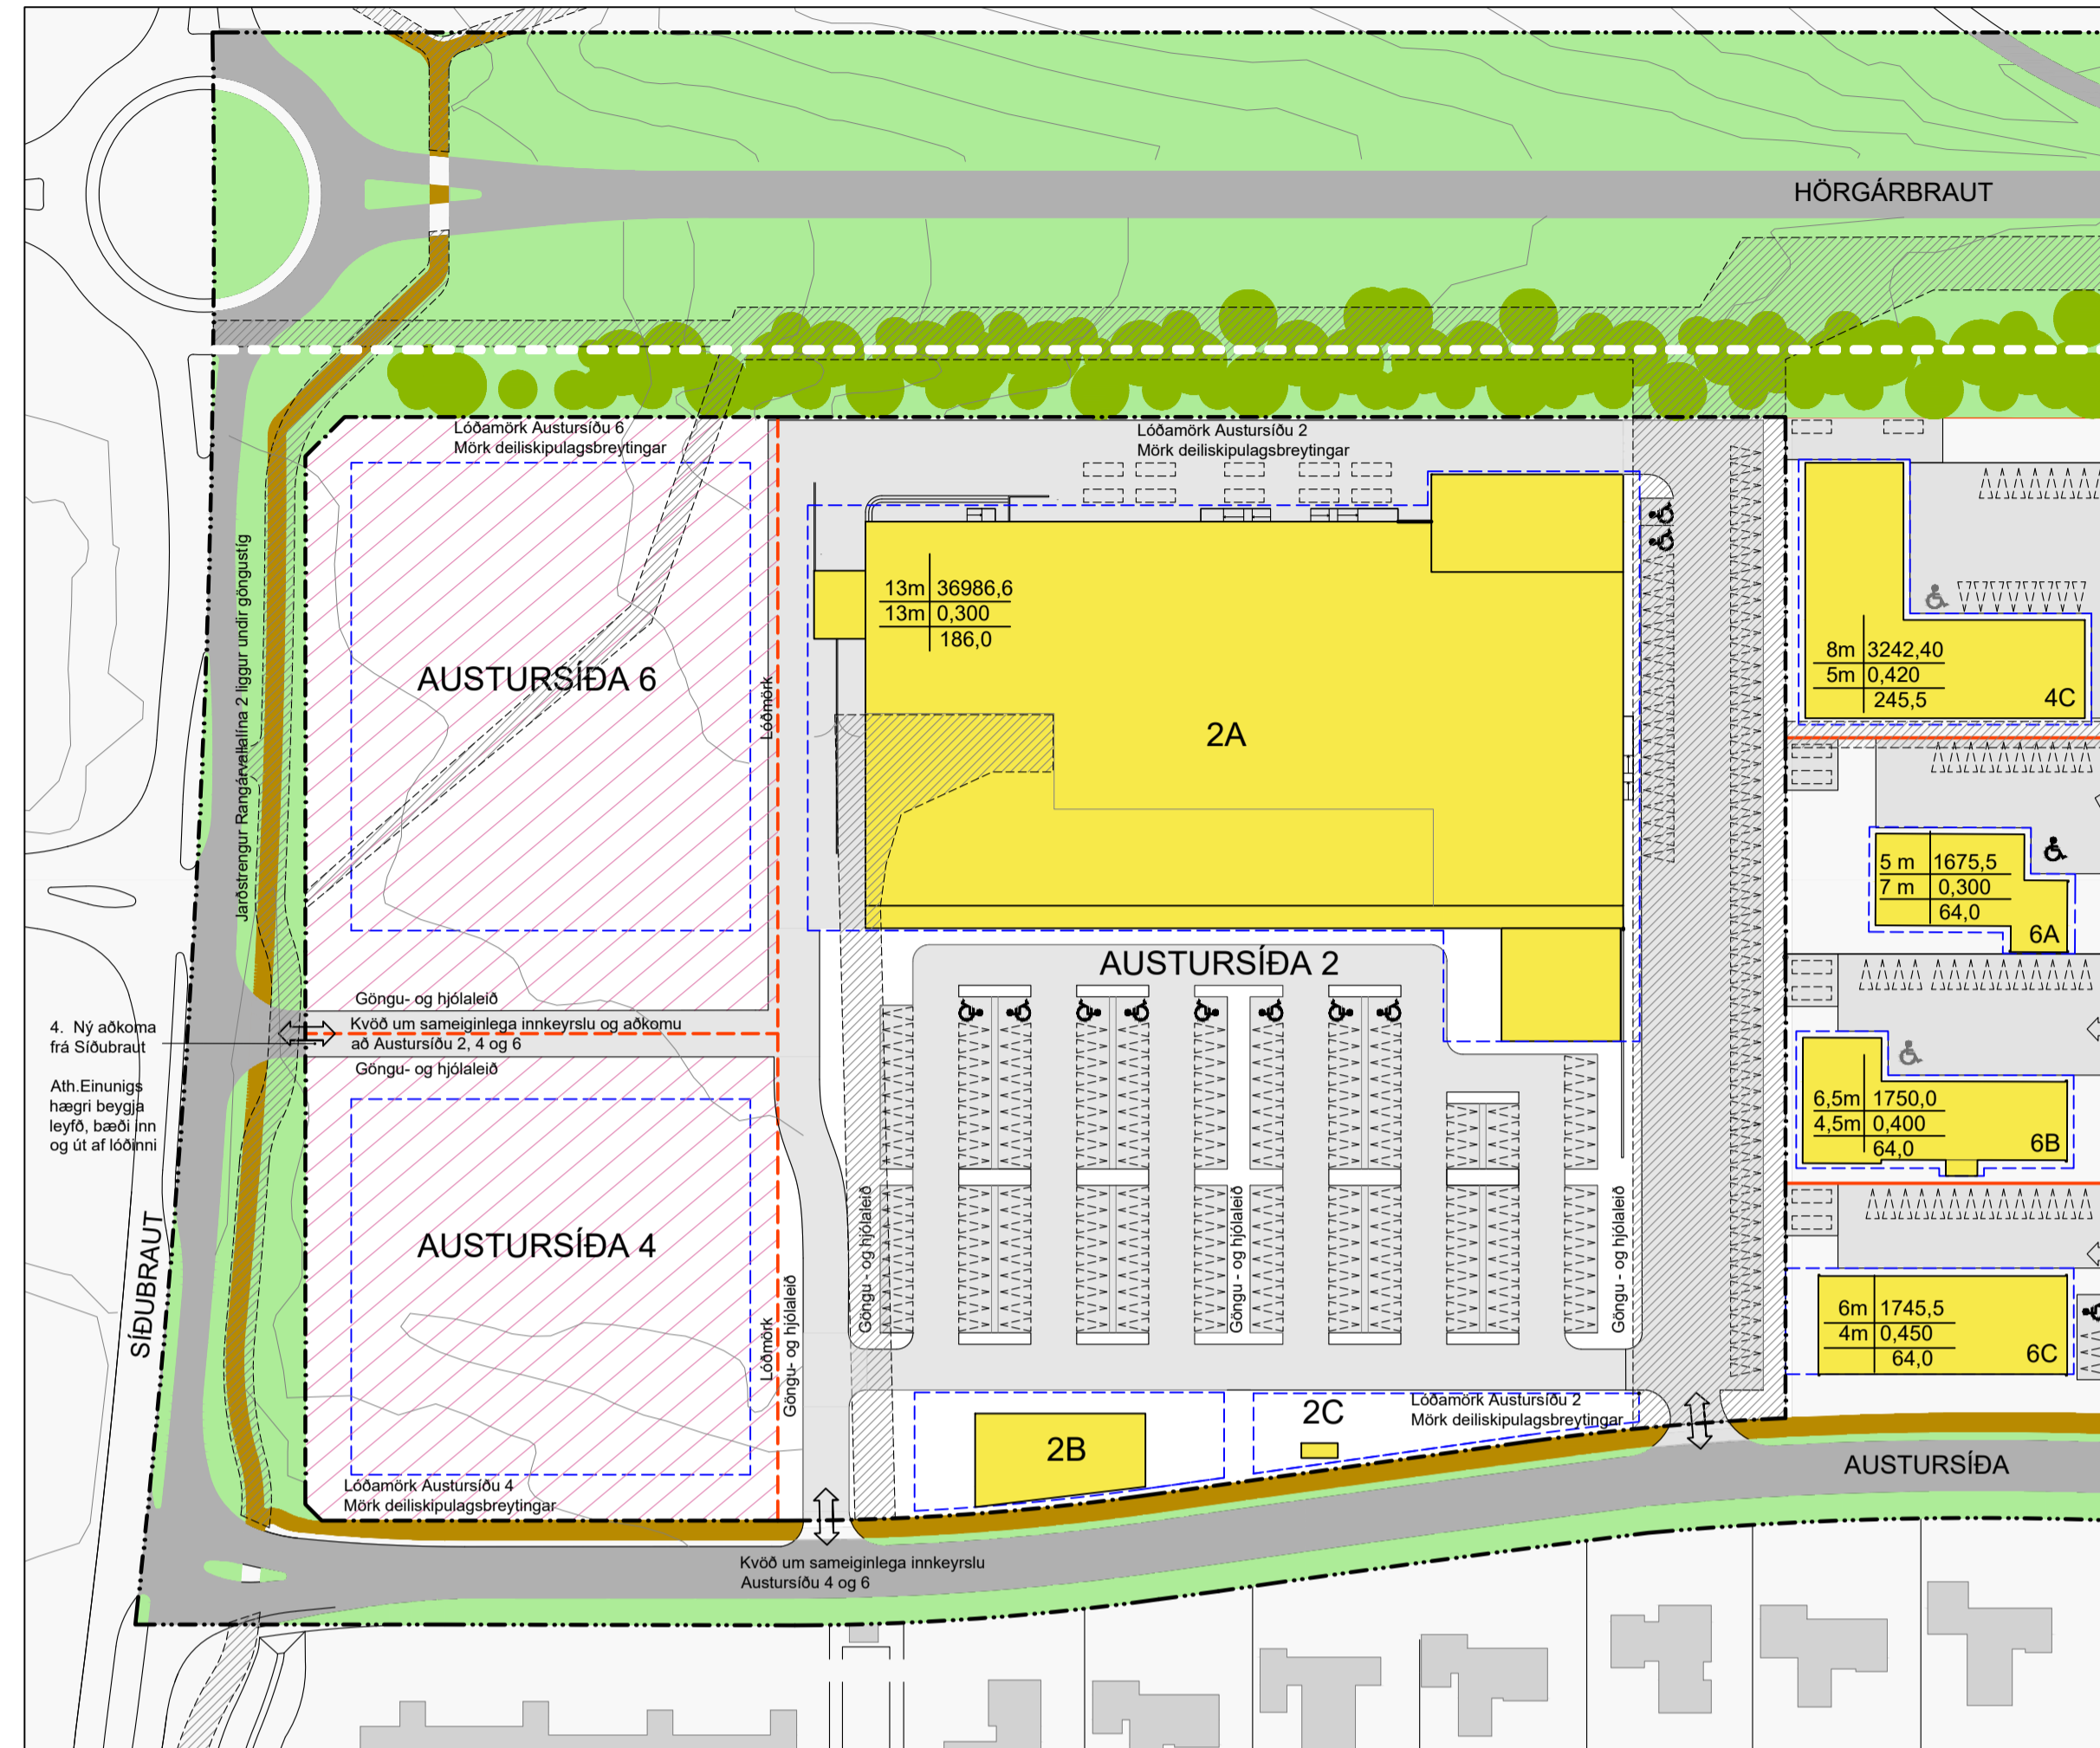 HÖRGÁRBRAUT
Lóðamörk Austursíðu 6
Mörk deiliskipulagsbreytingar
Lóðamörk Austursíðu 2
Mörk deiliskipulagsbreytingar
Jarðstrengur Rangárvallalína 2 liggur undir göngustíg
13m 36986,6
13m 0,300
186,0
AUSTURSÍÐA 6
Lóðmörk
2A
8m 3242,40
5m 0,420
245,5
4C
5 m 1675,5
7 m 0,300
64,0
6A
AUSTURSÍÐA 2
Göngu- og hjólaleið
4. Ný aðkoma
frá Síðubraut
Kvöð um sameiginlega innkeyrslu og aðkomu
að Austursíðu 2, 4 og 6
Göngu- og hjólaleið
Ath.Einunigs
hægri beygja
leyfð, bæði inn
og út af lóðinni
6,5m 1750,0
4,5m 0,400
64,0
6B
SÍÐUBRAUT
AUSTURSÍÐA 4
Lóðmörk
Göngu- og hjólaleið
Göngu - og hjólaleið
Göngu - og hjólaleið
Göngu - og hjólaleið
6m 1745,5
4m 0,450
64,0
6C
2B
2C
Lóðamörk Austursíðu 2
Mörk deiliskipulagsbreytingar
AUSTURSÍÐA
Lóðamörk Austursíðu 4
Mörk deiliskipulagsbreytingar
Kvöð um sameiginlega innkeyrslu
Austursíðu 4 og 6